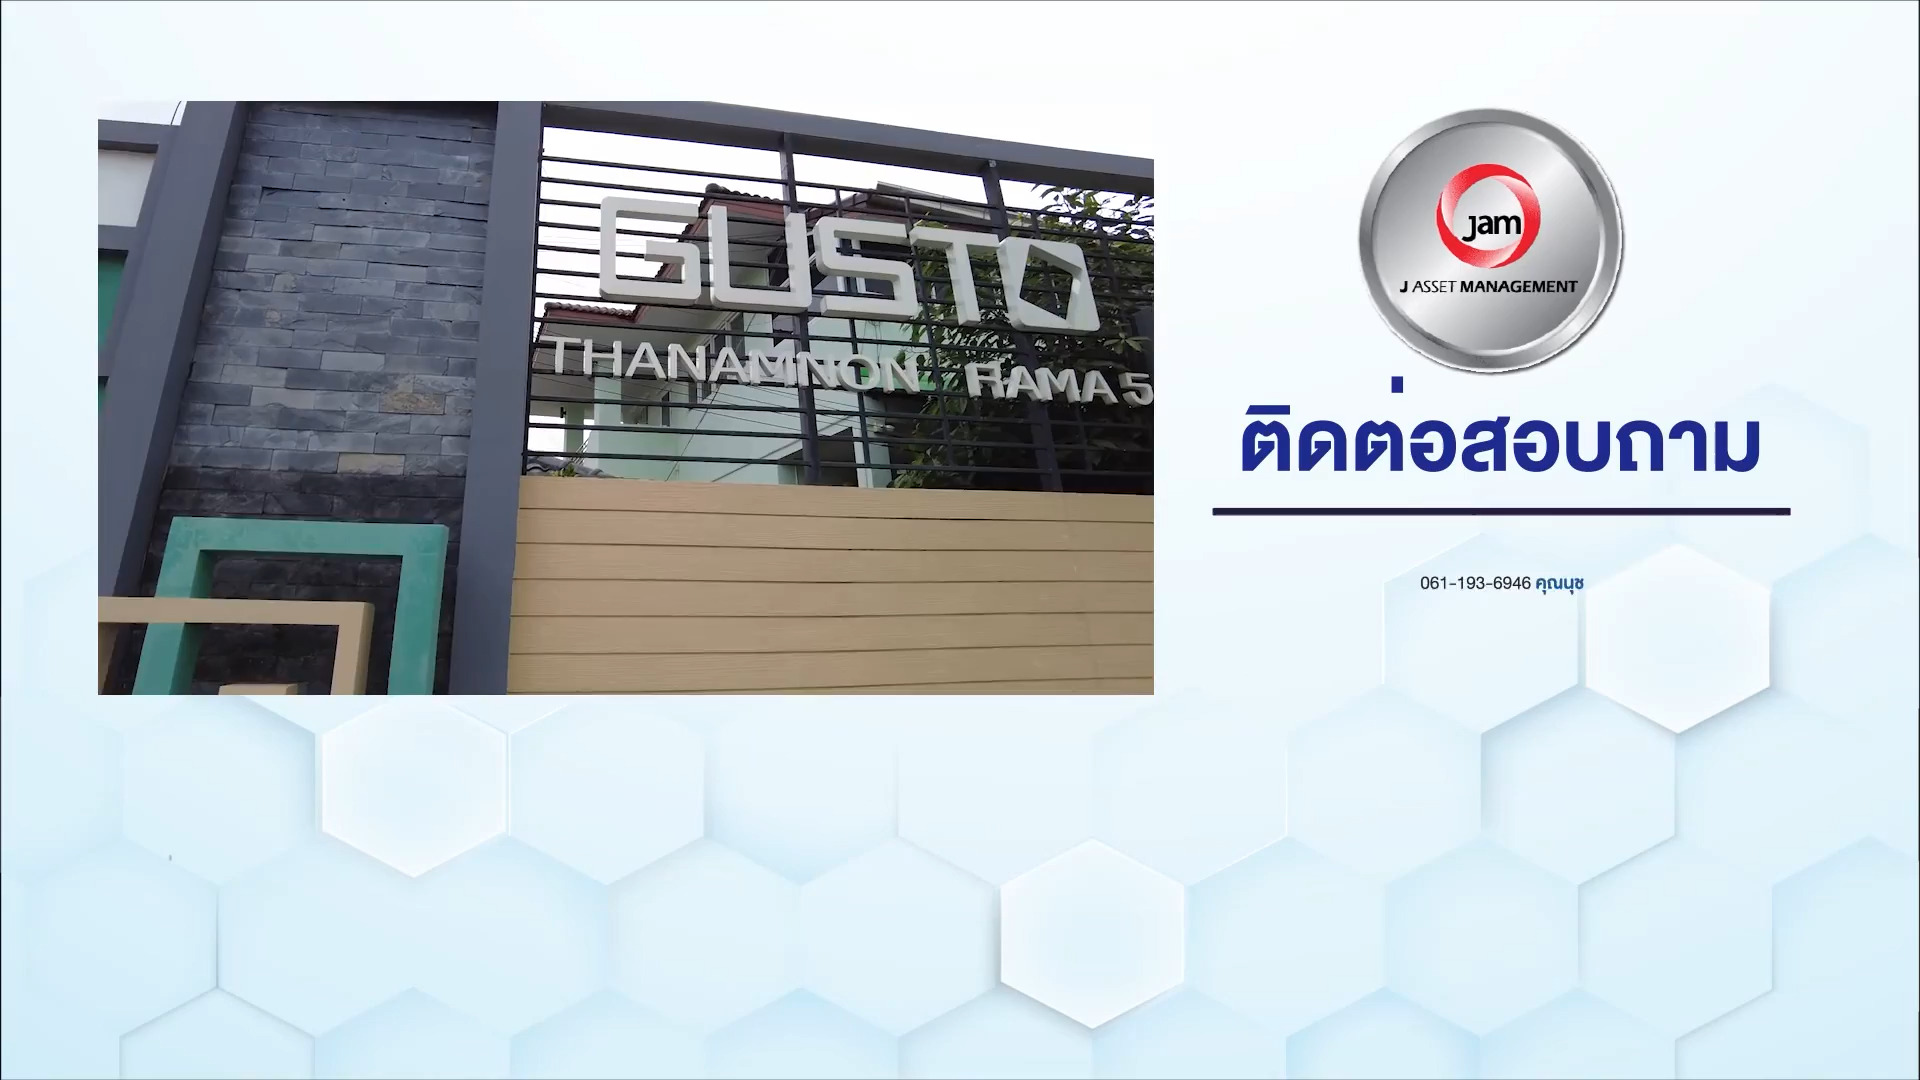 GUSTO
THANAMNON RAMA 5
jam
J ASSET MANAGEMENT
ติดต่อสอบถาม
061-193-6946 คุณนุช